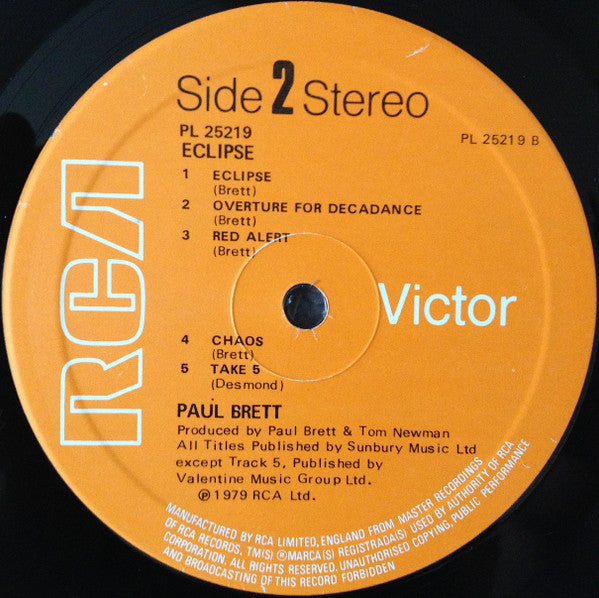 Side 2 Stereo
PL 25219
PL 25219 B
ECLIPSE
1 ECLIPSE
(Brett)
2 OVERTURE FOR DECADANCE
(Brett)
3 RED ALERT
(Brett)
RCA
Victor
4 CHAOS
(Brett)
5 TAKE 5
(Desmond)
PAUL BRETT
Produced by Paul Brett & Tom Newman
All Titles Published by Sunbury Music Ltd
except Track 5, Published by
Valentine Music Group Ltd.
℗ 1979 RCA Ltd.
MANUFACTURED BY RCA LIMITED, ENGLAND FROM MASTER RECORDINGS
OF RCA RECORDS, TM(S) ® MARCA(S) REGISTRADA(S) USED BY AUTHORITY OF RCA
CORPORATION. ALL RIGHTS RESERVED. UNAUTHORISED COPYING, PUBLIC PERFORMANCE
AND BROADCASTING OF THIS RECORD FORBIDDEN